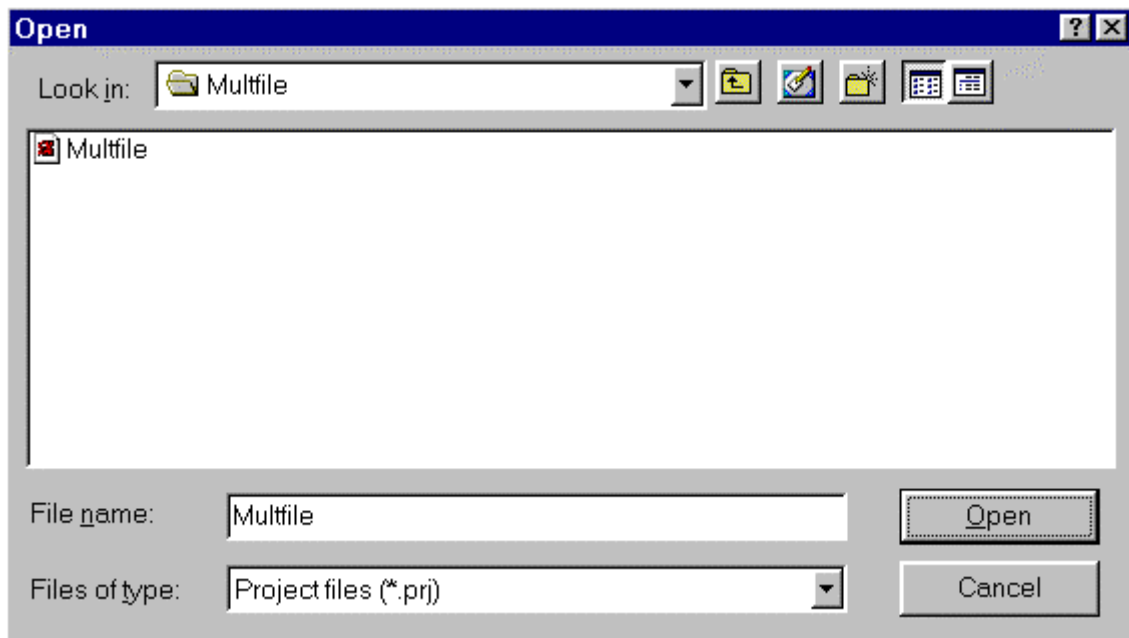 Open
Look in: Multfile
Multfile
File name: Multfile Open
Files of type: Project files (*.prj) Cancel